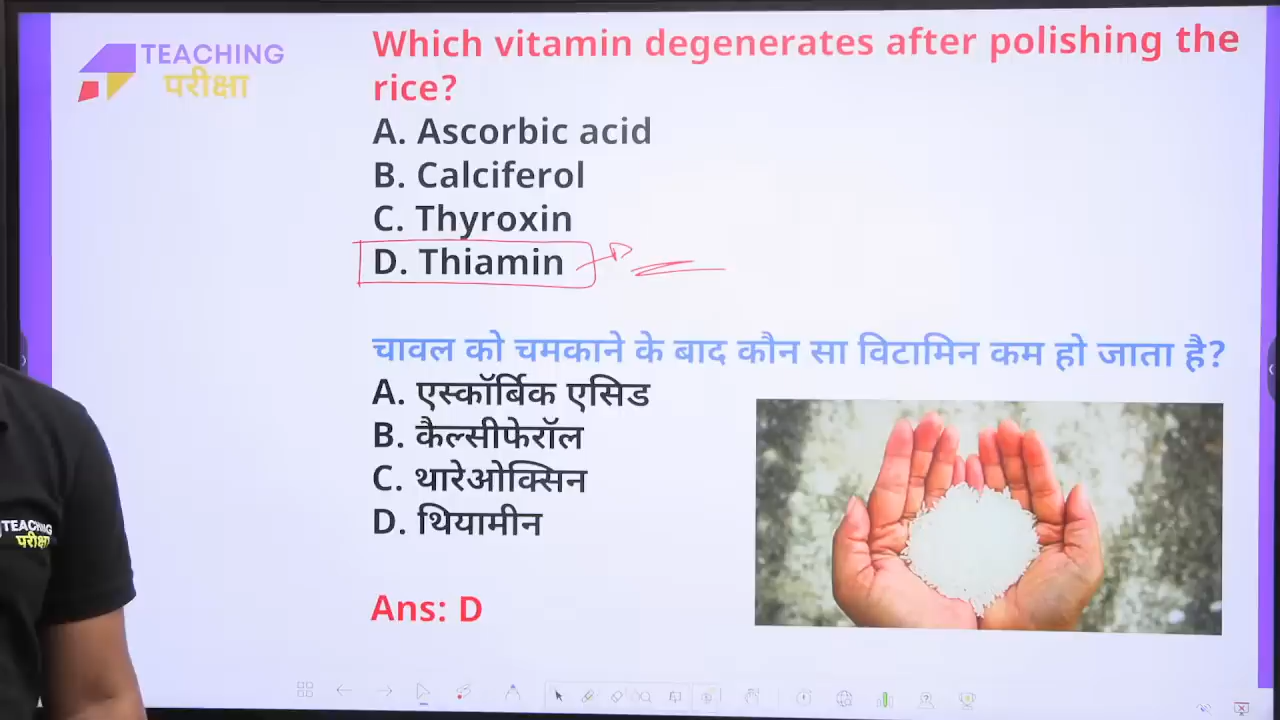 TEACHING
परीक्षा
Which vitamin degenerates after polishing the
rice?
A. Ascorbic acid
B. Calciferol
C. Thyroxin
D. Thiamin
चावल को चमकाने के बाद कौन सा विटामिन कम हो जाता है?
A. एस्कॉर्बिक एसिड
B. कैल्सीफेरॉल
C. थारेओक्सिन
D. थियामीन
Ans: D
TEACHING
परीक्षा